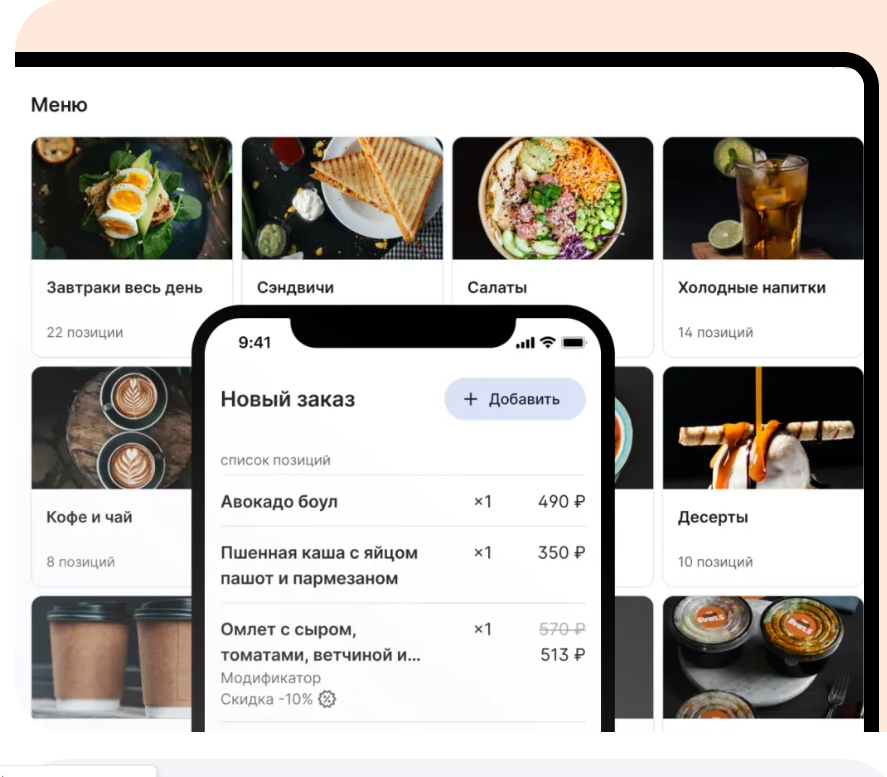 Меню
Завтраки весь день
Сэндвичи
Салаты
Холодные напитки
22 позиции
14 позиций
9:41
Новый заказ
+ Добавить
список позиций
Авокадо боул ×1 490 ₽
Кофе и чай
Десерты
Пшенная каша с яйцом ×1 350 ₽
пашот и пармезаном
8 позиций
10 позиций
Омлет с сыром, ×1 570 ₽
томатами, ветчиной и... 513 ₽
Модификатор
Скидка -10%